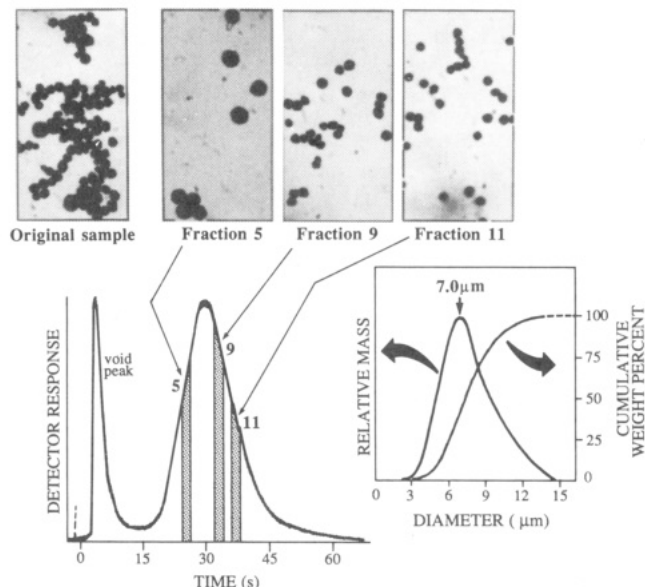 Original sample
Fraction 5
Fraction 9
Fraction 11
DETECTOR RESPONSE
void
peak
5
9
11
0
15
30
45
60
TIME (s)
7.0μm
RELATIVE MASS
100
75
50
25
0
CUMULATIVE
WEIGHT PERCENT
0
3
6
9
12
15
DIAMETER ( μm)